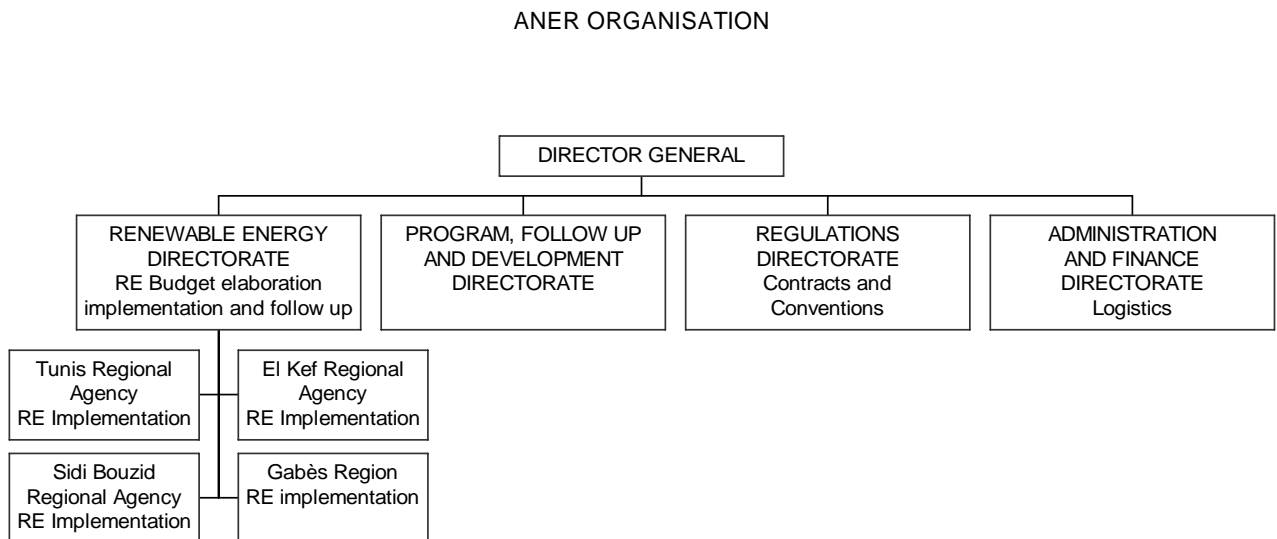 ANER ORGANISATION
DIRECTOR GENERAL
RENEWABLE ENERGY
DIRECTORATE
RE Budget elaboration
implementation and follow up
PROGRAM, FOLLOW UP
AND DEVELOPMENT
DIRECTORATE
REGULATIONS
DIRECTORATE
Contracts and
Conventions
ADMINISTRATION
AND FINANCE
DIRECTORATE
Logistics
Tunis Regional
Agency
RE Implementation
El Kef Regional
Agency
RE Implementation
Sidi Bouzid
Regional Agency
RE Implementation
Gabès Region
RE implementation